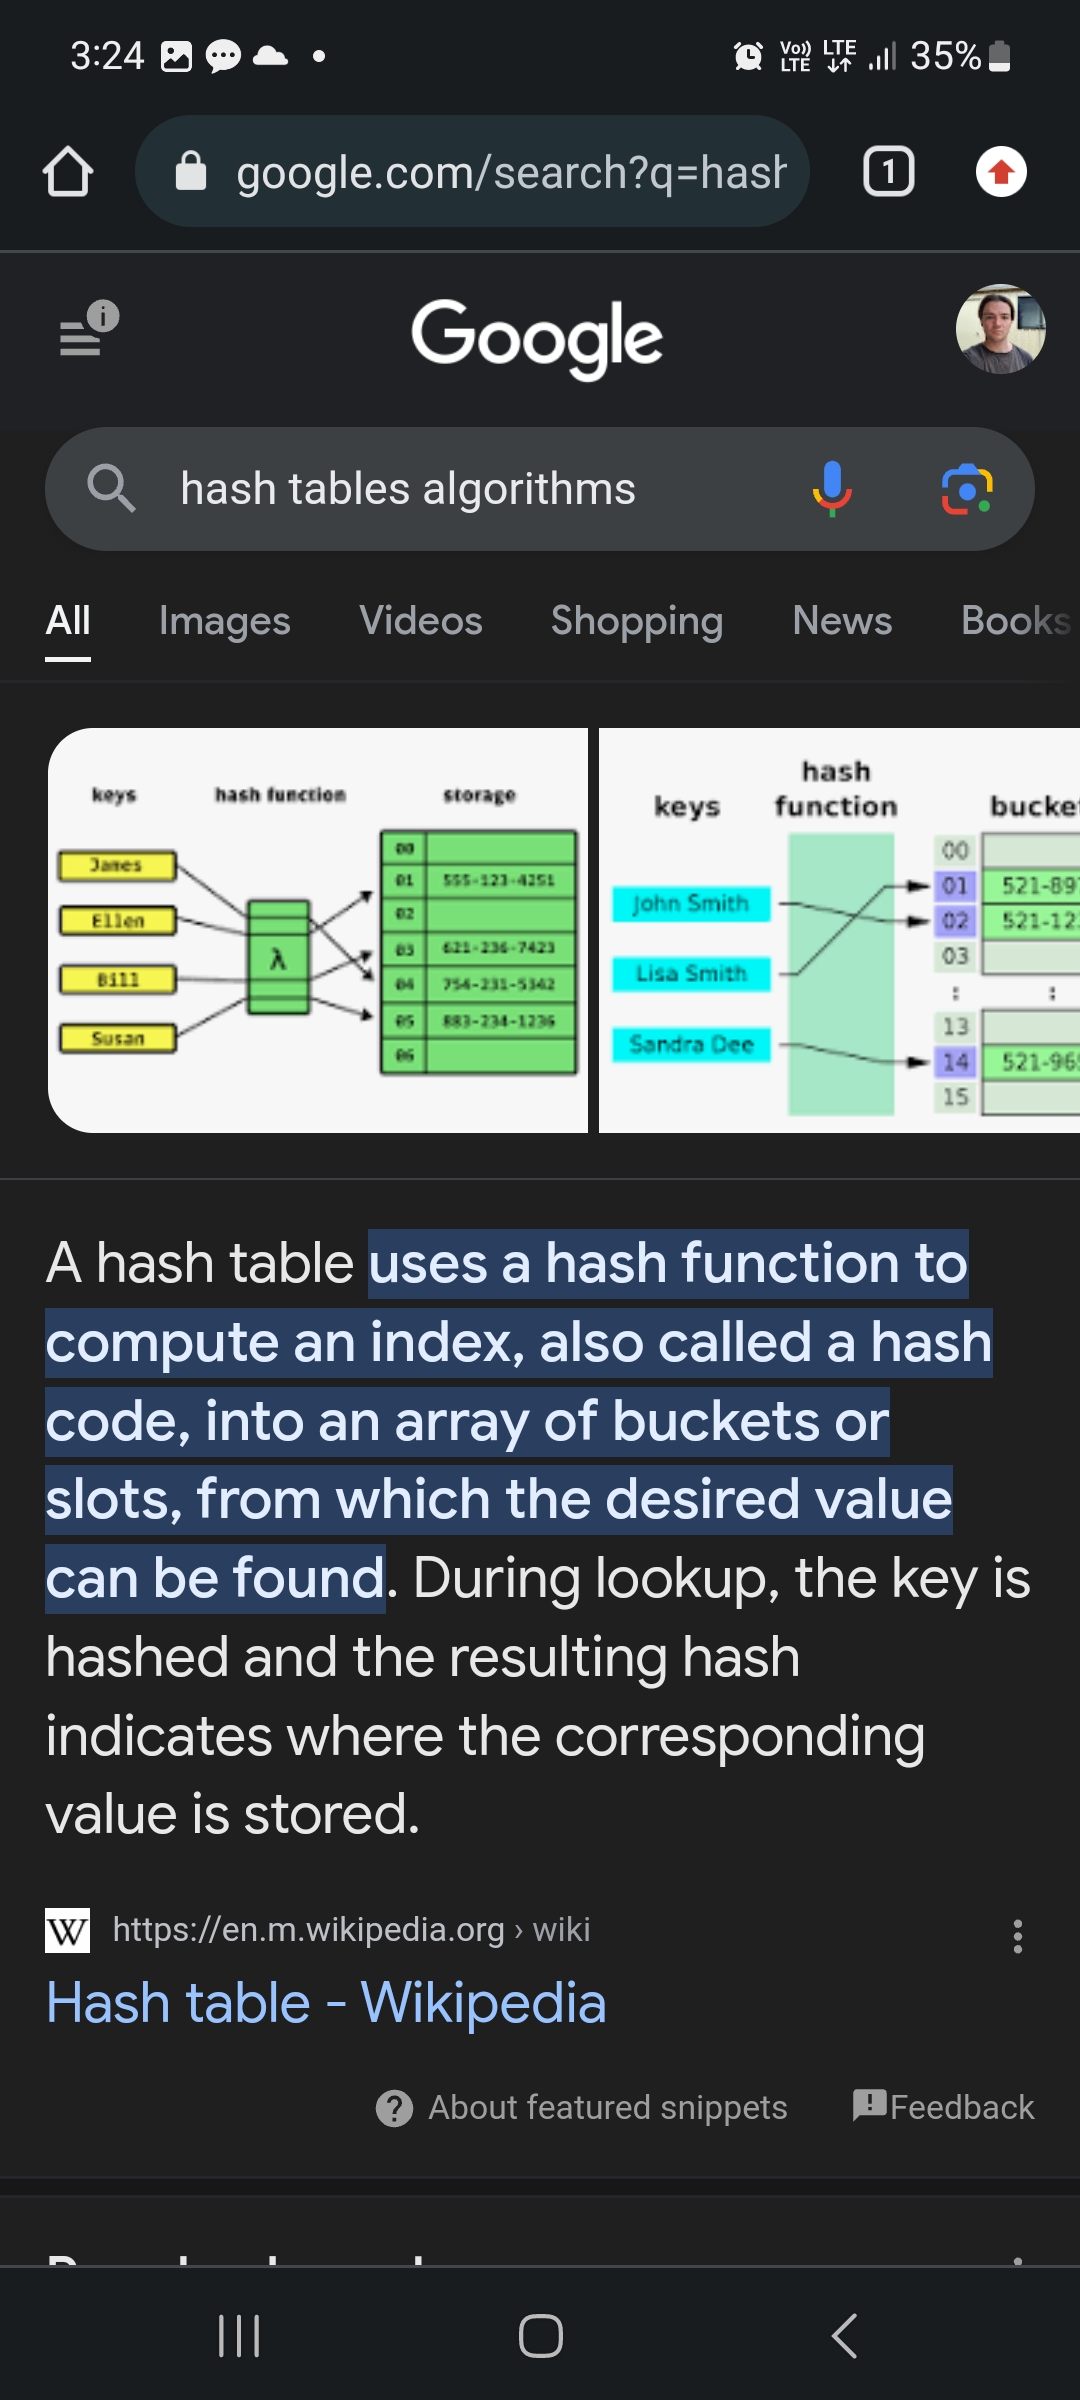 3:24
Vo)) LTE
LTE
35%
google.com/search?q=hash
1
i
Google
hash tables algorithms
All Images Videos Shopping News Books
keys hash function storage
James
Ellen
Bill
Susan
λ
00
01 555-123-4251
02
03 621-236-7423
04 754-231-5342
05 883-234-1236
06
hash
keys function bucke
John Smith
Lisa Smith
Sandra Dee
00
01 521-89
02 521-12
03
: :
13
14 521-96
15
A hash table uses a hash function to
compute an index, also called a hash
code, into an array of buckets or
slots, from which the desired value
can be found. During lookup, the key is
hashed and the resulting hash
indicates where the corresponding
value is stored.
W https://en.m.wikipedia.org › wiki
Hash table - Wikipedia
? About featured snippets ! Feedback